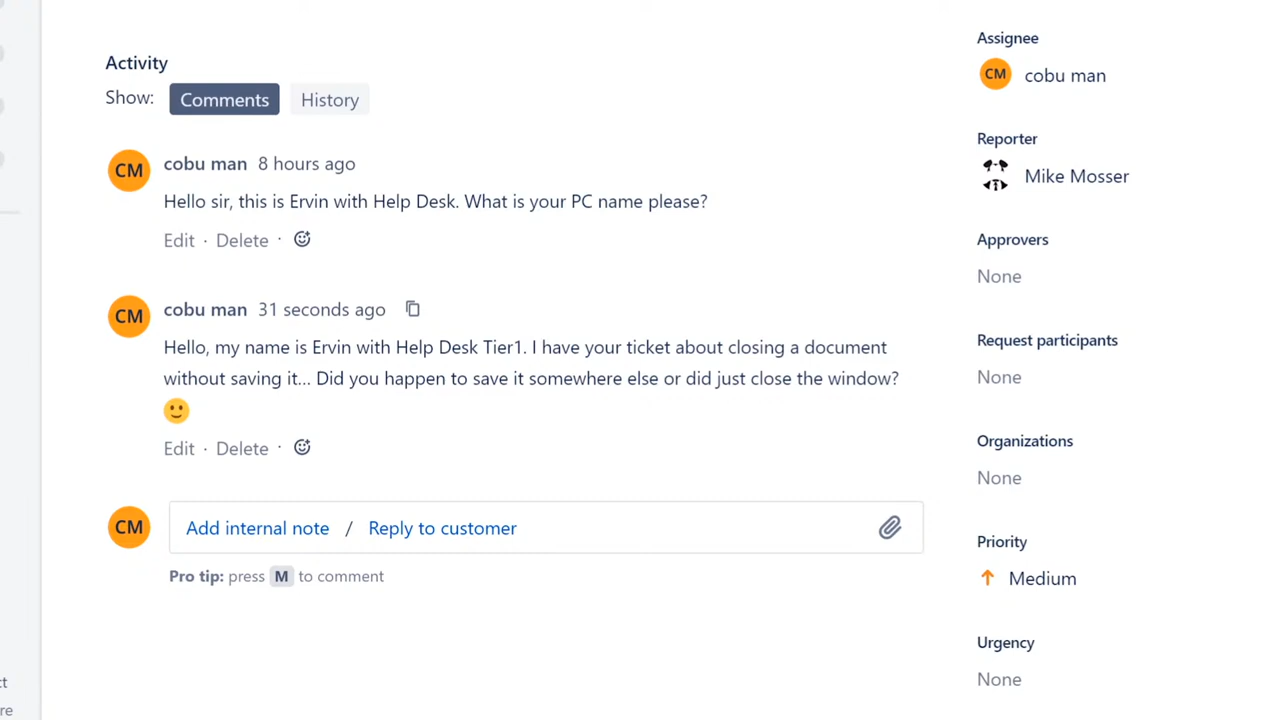 Activity
Show: Comments History
CM cobu man 8 hours ago
Hello sir, this is Ervin with Help Desk. What is your PC name please?
Edit · Delete ·
CM cobu man 31 seconds ago
Hello, my name is Ervin with Help Desk Tier1. I have your ticket about closing a document
without saving it... Did you happen to save it somewhere else or did just close the window?
🙂
Edit · Delete ·
CM Add internal note / Reply to customer
Pro tip: press M to comment
Assignee
CM cobu man
Reporter
Mike Mosser
Approvers
None
Request participants
None
Organizations
None
Priority
Medium
Urgency
None